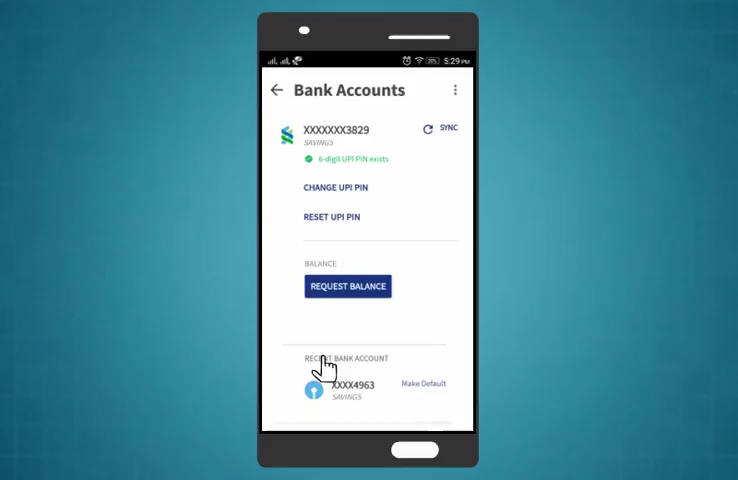 5:29 PM
Bank Accounts
XXXXXXX3829
SYNC
SAVINGS
6-digit UPI PIN exists
CHANGE UPI PIN
RESET UPI PIN
BALANCE
REQUEST BALANCE
RECENT BANK ACCOUNT
XXXX4963
Make Default
SAVINGS